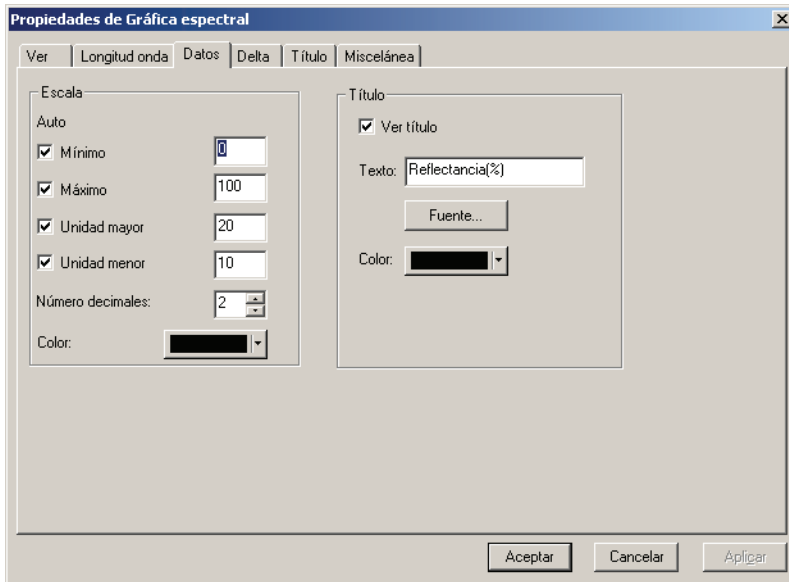 Propiedades de Gráfica espectral
Ver Longitud onda Datos Delta Título Miscelánea
Escala
Auto
Mínimo 0
Máximo 100
Unidad mayor 20
Unidad menor 10
Número decimales: 2
Color:
Título
Ver título
Texto: Reflectancia(%)
Fuente...
Color:
Aceptar Cancelar Aplicar